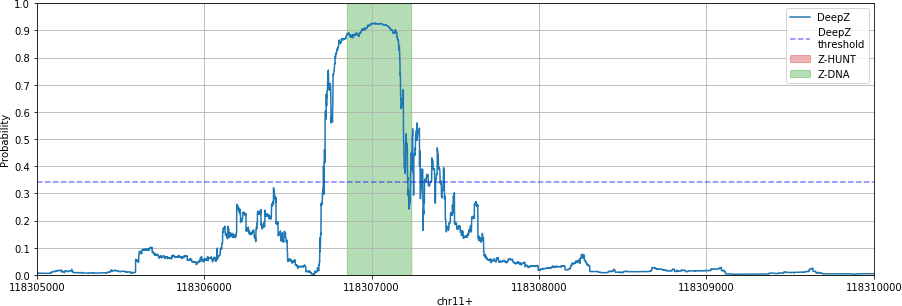 1.0
0.9
0.8
0.7
0.6
0.5
0.4
0.3
0.2
0.1
0.0
Probability
118305000
118306000
118307000
118308000
118309000
118310000
chr11+
DeepZ
DeepZ
threshold
Z-HUNT
Z-DNA